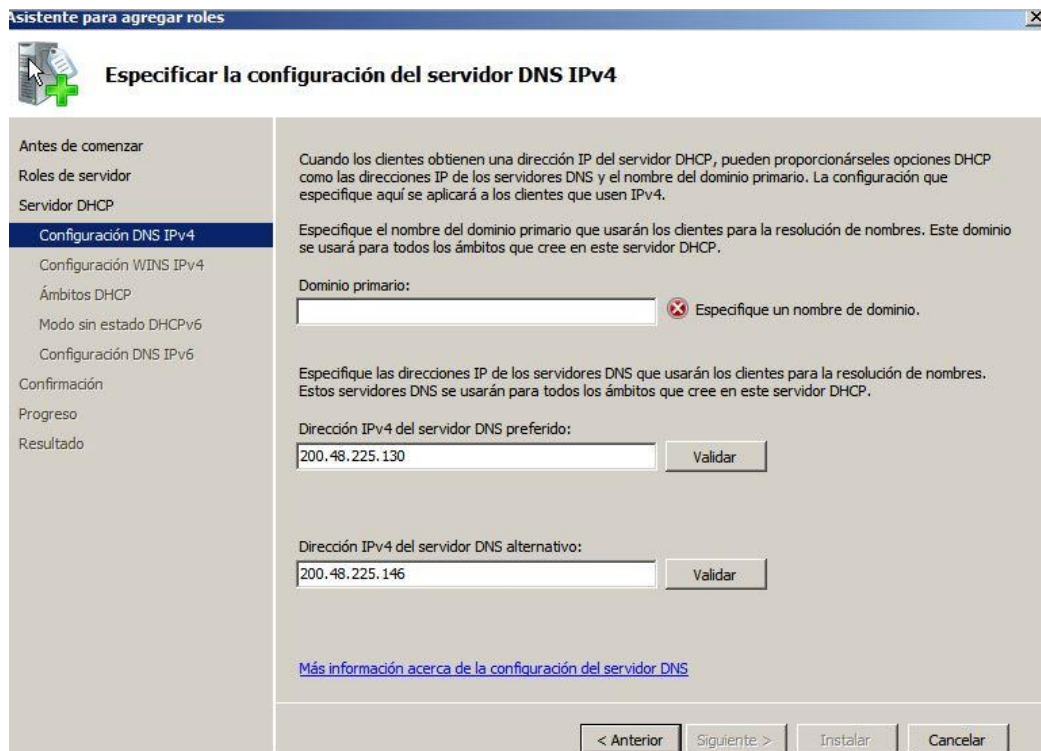 Asistente para agregar roles
Especificar la configuración del servidor DNS IPv4
Antes de comenzar
Roles de servidor
Servidor DHCP
Configuración DNS IPv4
Configuración WINS IPv4
Ámbitos DHCP
Modo sin estado DHCPv6
Configuración DNS IPv6
Confirmación
Progreso
Resultado
Cuando los clientes obtienen una dirección IP del servidor DHCP, pueden proporcionárseles opciones DHCP
como las direcciones IP de los servidores DNS y el nombre del dominio primario. La configuración que
especifique aquí se aplicará a los clientes que usen IPv4.
Especifique el nombre del dominio primario que usarán los clientes para la resolución de nombres. Este dominio
se usará para todos los ámbitos que cree en este servidor DHCP.
Dominio primario:
Especifique un nombre de dominio.
Especifique las direcciones IP de los servidores DNS que usarán los clientes para la resolución de nombres.
Estos servidores DNS se usarán para todos los ámbitos que cree en este servidor DHCP.
Dirección IPv4 del servidor DNS preferido:
200.48.225.130 Validar
Dirección IPv4 del servidor DNS alternativo:
200.48.225.146 Validar
Más información acerca de la configuración del servidor DNS
< Anterior Siguiente > Instalar Cancelar